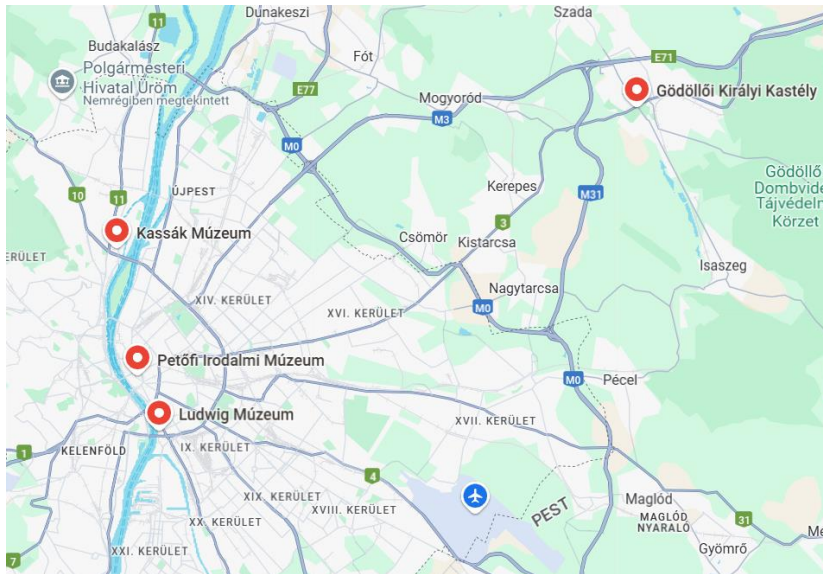 Dunakeszi
Szada
11
Budakalász
Fót
E71
Polgármesteri
Hivatal Üröm
Nemrégiben megtekintett
E77
Gödöllői Királyi Kastély
Mogyoród
M3
M0
Gödöllő
Dombvidé
Tájvédelm
Körzet
10
11
ÚJPEST
Kerepes
M31
3
Kassák Múzeum
Csömör
Kistarcsa
KERÜLET
Isaszeg
XIV. KERÜLET
XVI. KERÜLET
Nagytarcsa
M0
Petőfi Irodalmi Múzeum
M0
Pécel
Ludwig Múzeum
XVII. KERÜLET
1
KELENFÖLD
IX. KERÜLET
4
XIX. KERÜLET
XVIII. KERÜLET
PEST
Maglód
XX. KERÜLET
MAGLÓD
NYARALÓ
31
Me
XXI. KERÜLET
Gyömrő
7